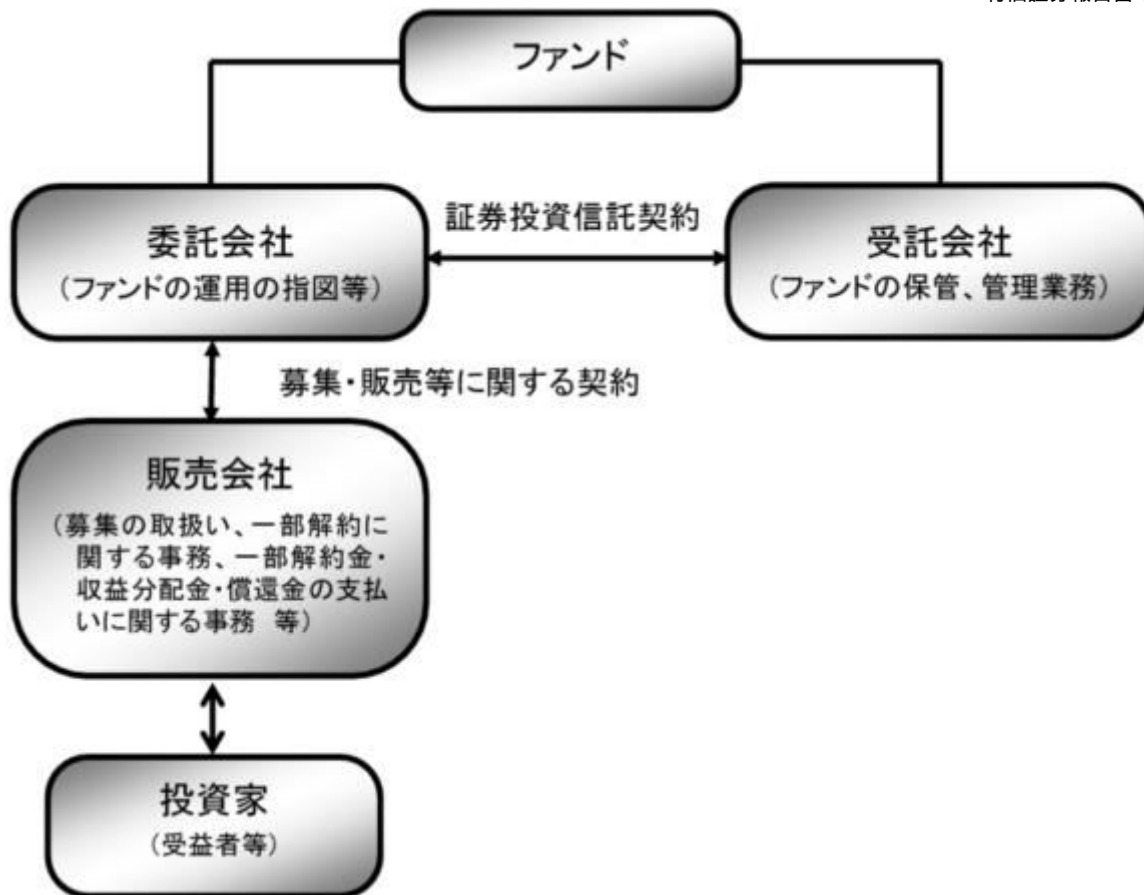 ファンド
委託会社
（ファンドの運用の指図等）
証券投資信託契約
受託会社
（ファンドの保管、管理業務）
募集・販売等に関する契約
販売会社
（募集の取扱い、一部解約に
関する事務、一部解約金・
収益分配金・償還金の支払
いに関する事務　等）
投資家
（受益者等）